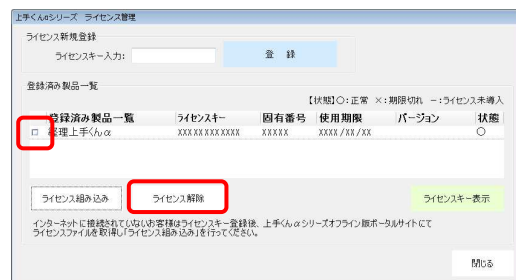 上手くんαシリーズ ライセンス管理
ライセンス新規登録
ライセンスキー入力: 登 録
登録済み製品一覧
【状態】○:正常 ×:期限切れ -:ライセンス未導入
登録済み製品一覧 ライセンスキー 固有番号 使用期限 バージョン 状態
経理上手くんα XXXXXXXXXXXX XXXXX XXXX/XX/XX ○
ライセンス組み込み ライセンス解除 ライセンスキー表示
インターネットに接続されていないお客様はライセンスキー登録後、上手くんαシリーズオフライン版ポータルサイトにて
ライセンスファイルを取得し「ライセンス組み込み」を行ってください。
閉じる